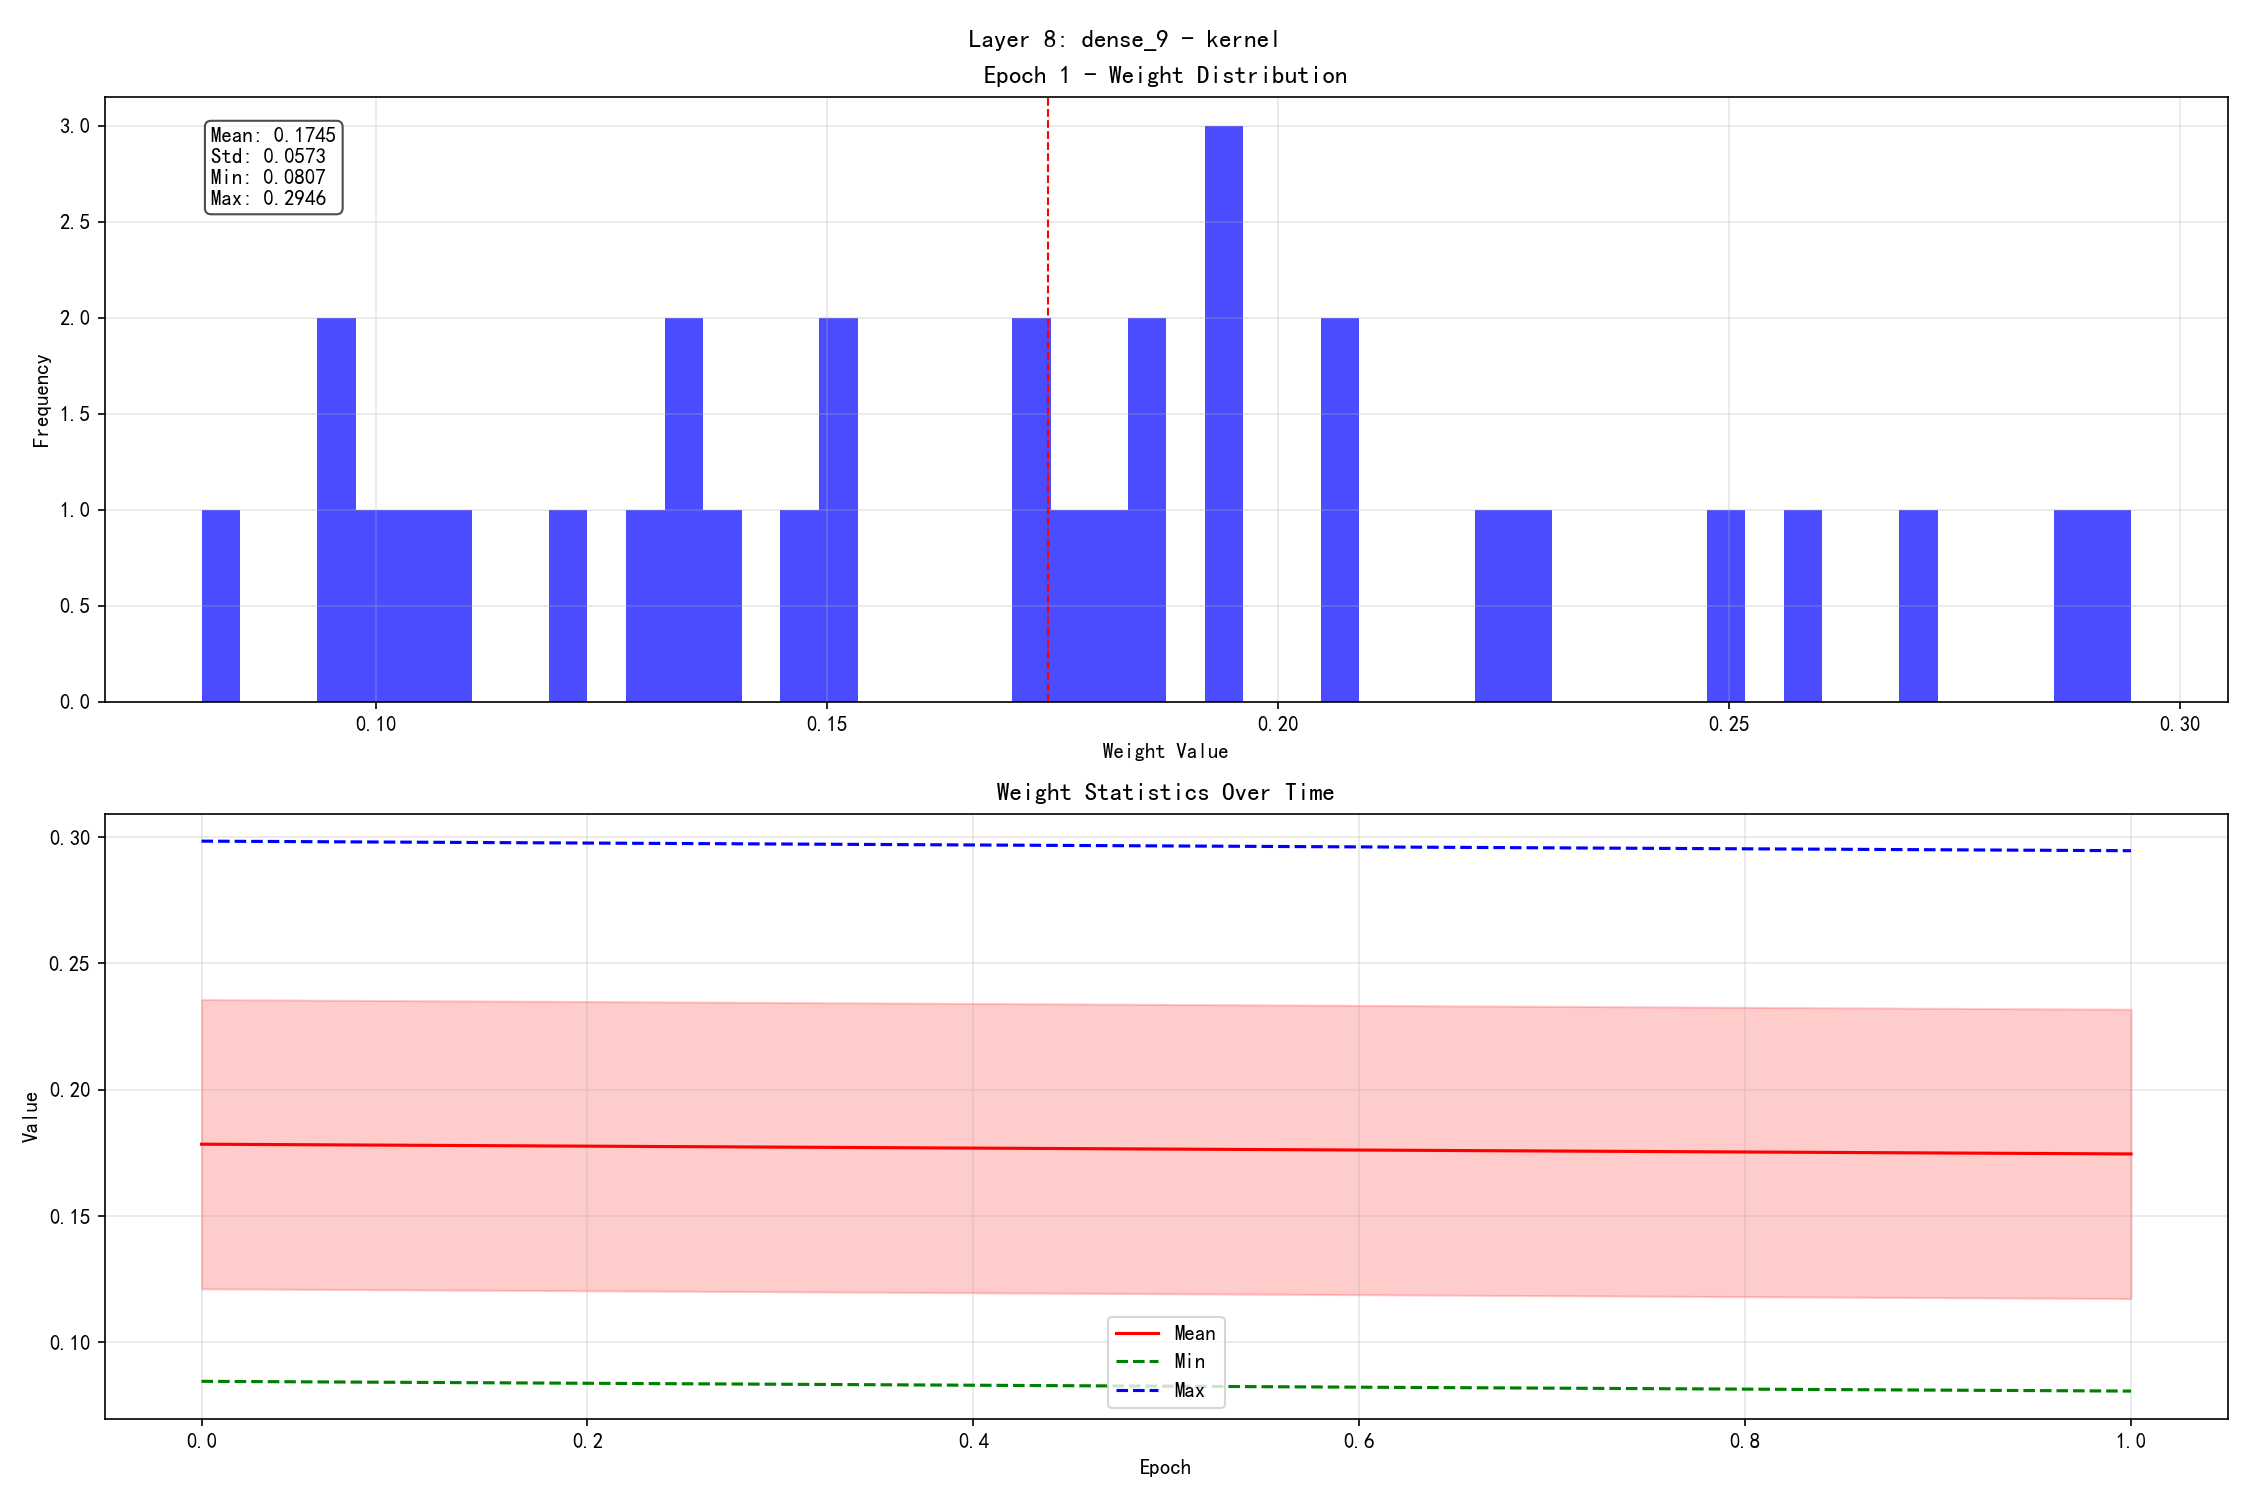 Layer 8: dense_9 - kernel
Epoch 1 - Weight Distribution
Mean: 0.1745
Std: 0.0573
Min: 0.0807
Max: 0.2946
3.0
2.5
2.0
1.5
1.0
0.5
0.0
Frequency
0.10 0.15 0.20 0.25 0.30
Weight Value
Weight Statistics Over Time
0.30
0.25
0.20
0.15
0.10
Value
Mean
Min
Max
0.0 0.2 0.4 0.6 0.8 1.0
Epoch